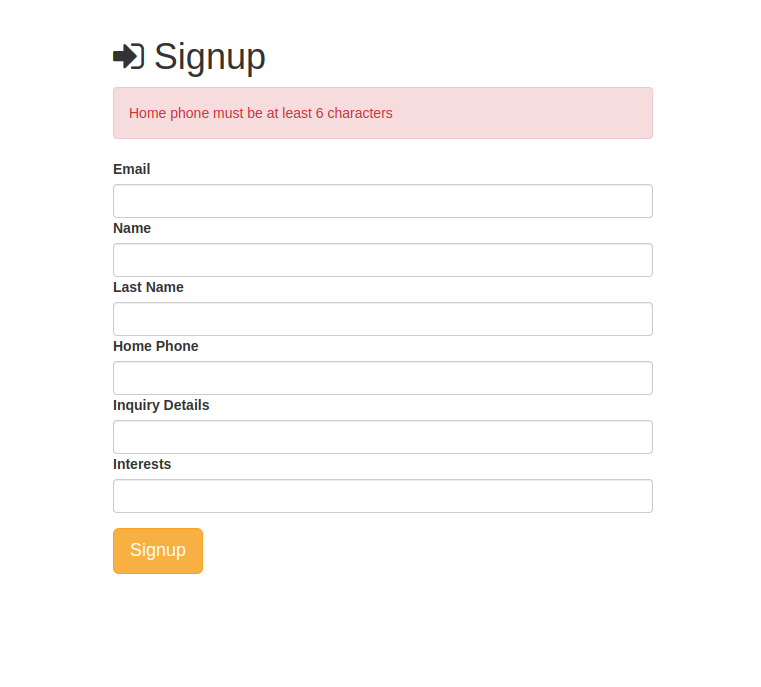 Signup
Home phone must be at least 6 characters
Email
Name
Last Name
Home Phone
Inquiry Details
Interests
Signup